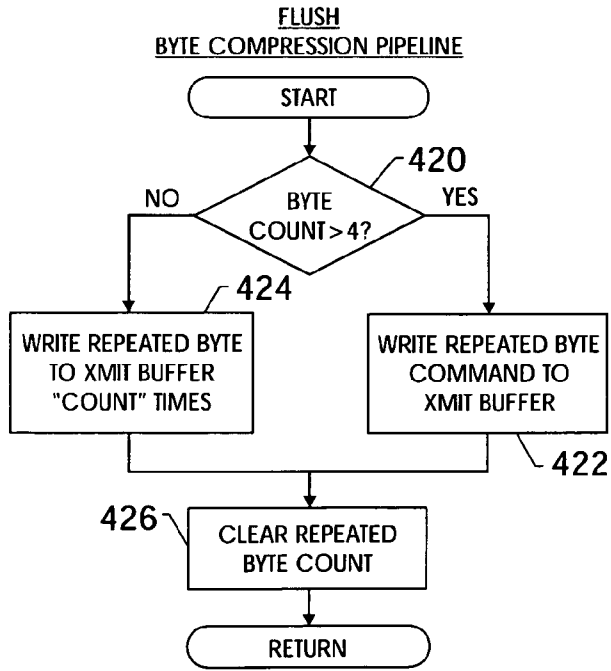 FLUSH
BYTE COMPRESSION PIPELINE
START
420
NO
BYTE
COUNT>4?
YES
424
WRITE REPEATED BYTE
TO XMIT BUFFER
"COUNT" TIMES
WRITE REPEATED BYTE
COMMAND TO
XMIT BUFFER
422
426
CLEAR REPEATED
BYTE COUNT
RETURN